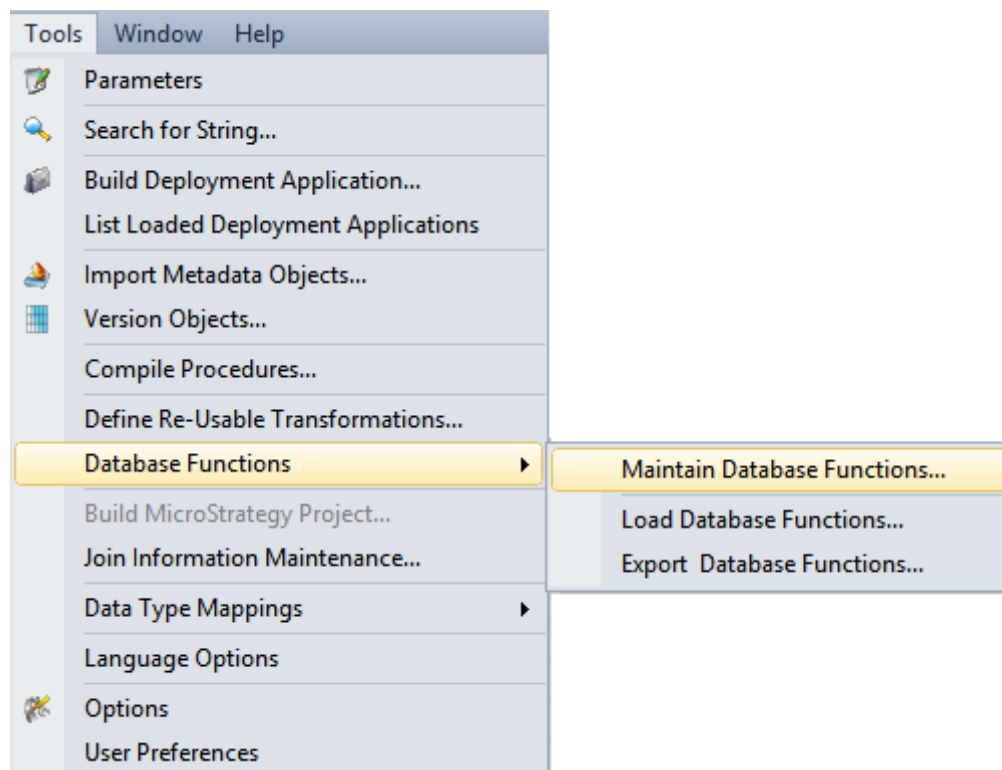 Tools Window Help
Parameters
Search for String...
Build Deployment Application...
List Loaded Deployment Applications
Import Metadata Objects...
Version Objects...
Compile Procedures...
Define Re-Usable Transformations...
Database Functions
Maintain Database Functions...
Load Database Functions...
Export  Database Functions...
Build MicroStrategy Project...
Join Information Maintenance...
Data Type Mappings
Language Options
Options
User Preferences